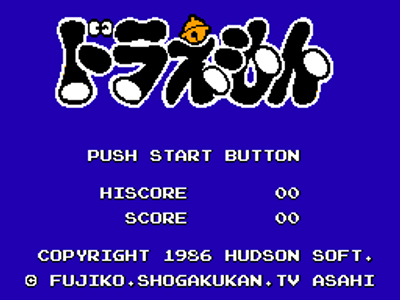 ドラえもん
PUSH START BUTTON
HISCORE 00
SCORE 00
COPYRIGHT 1986 HUDSON SOFT.
© FUJIKO.SHOGAKUKAN.TV ASAHI